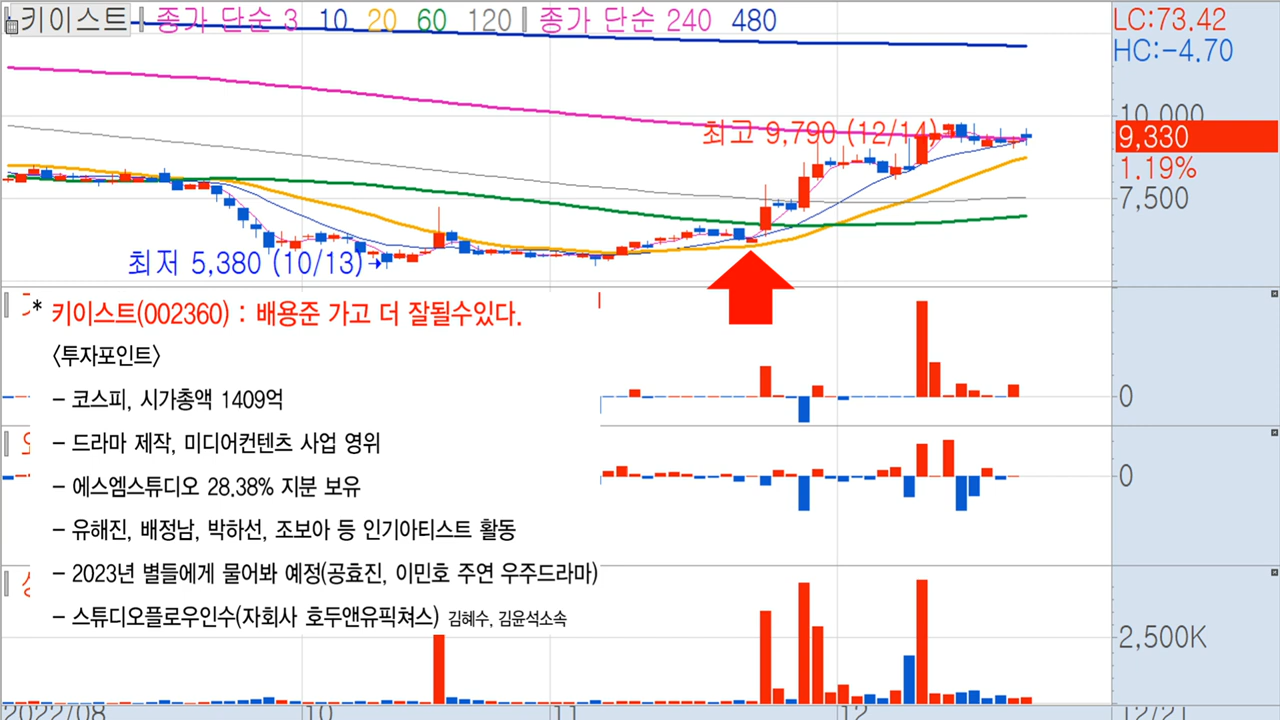 키이스트 종가 단순 3 10 20 60 120 종가 단순 240 480
LC:73.42
HC:-4.70
10,000
최고 9,790 (12/14)
9,330
1.19%
7,500
최저 5,380 (10/13)
* 키이스트(002360) : 배용준 가고 더 잘될수있다.
<투자포인트>
- 코스피, 시가총액 1409억
0
- 드라마 제작, 미디어컨텐츠 사업 영위
- 에스엠스튜디오 28.38% 지분 보유
0
- 유해진, 배정남, 박하선, 조보아 등 인기아티스트 활동
- 2023년 별들에게 물어봐 예정(공효진, 이민호 주연 우주드라마)
- 스튜디오플로우인수(자회사 호두앤유픽쳐스) 김혜수, 김윤석소속
2,500K
2022/08 10 11 12 12/21